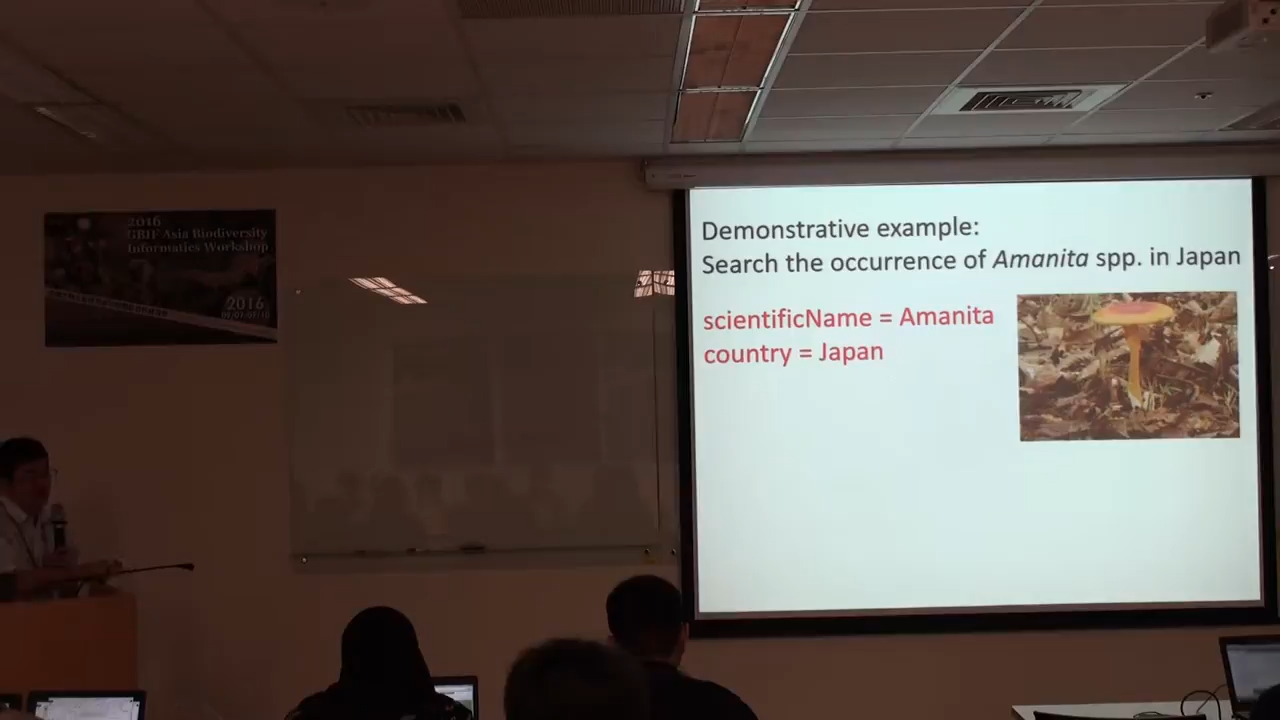 2016
GBIF Asia Biodiversity
Informatics Workshop
2016
Demonstrative example:
Search the occurrence of Amanita spp. in Japan
scientificName = Amanita
country = Japan